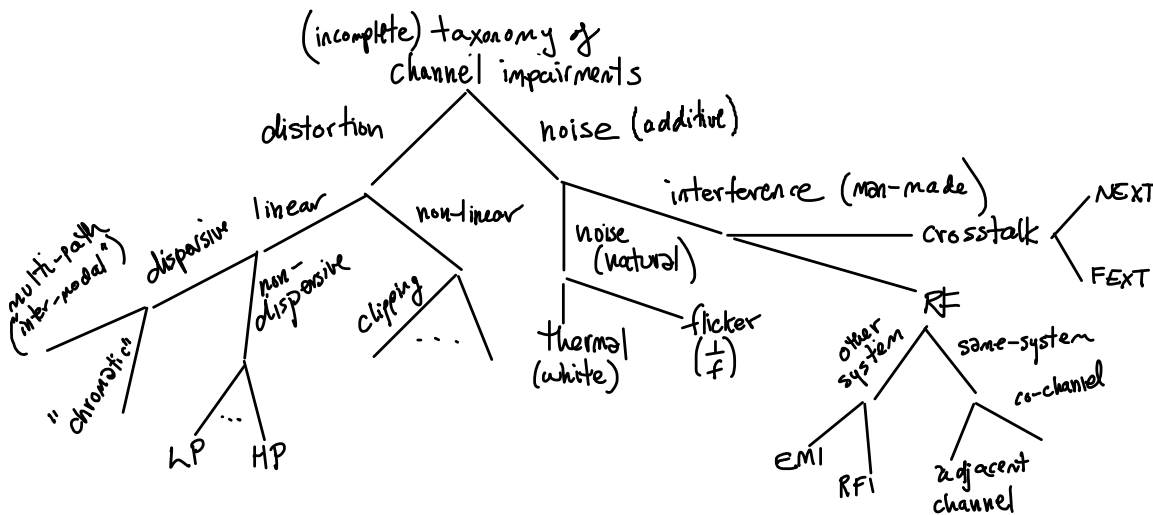 (incomplete) taxonomy of
channel impairments
distortion
noise (additive)
linear
non-linear
interference (man-made)
NEXT
crosstalk
FEXT
multi-path
("inter-modal")
dispersive
non-
dispersive
clipping
...
noise
(natural)
"chromatic"
thermal
(white)
flicker
(1/f)
RF
other
system
same-system
co-channel
...
LP
HP
EMI
RFI
adjacent
channel